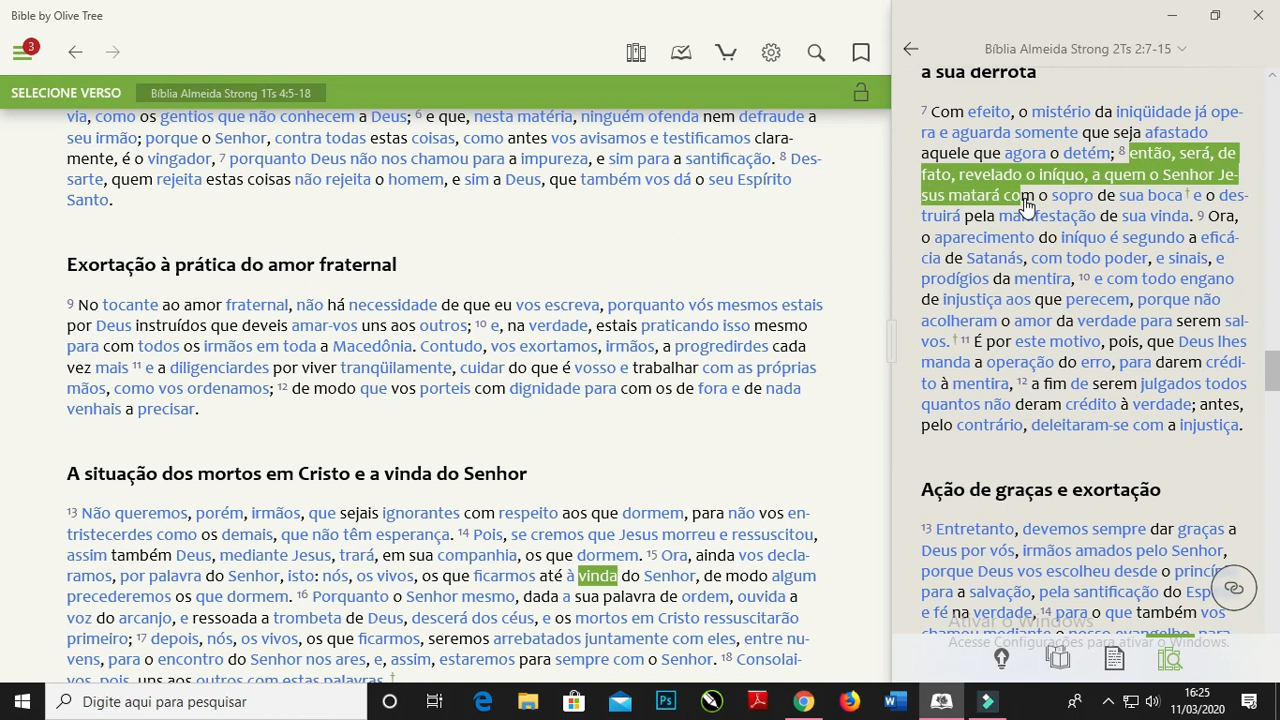 Bible by Olive Tree
3
SELECIONE VERSO
Bíblia Almeida Strong 1Ts 4:5-18
via, como os gentios que não conhecem a Deus; 6 e que, nesta matéria, ninguém ofenda nem defraude a
seu irmão; porque o Senhor, contra todas estas coisas, como antes vos avisamos e testificamos clara-
mente, é o vingador, 7 porquanto Deus não nos chamou para a impureza, e sim para a santificação. 8 Des-
sarte, quem rejeita estas coisas não rejeita o homem, e sim a Deus, que também vos dá o seu Espírito
Santo.
Exortação à prática do amor fraternal
9 No tocante ao amor fraternal, não há necessidade de que eu vos escreva, porquanto vós mesmos estais
por Deus instruídos que deveis amar-vos uns aos outros; 10 e, na verdade, estais praticando isso mesmo
para com todos os irmãos em toda a Macedônia. Contudo, vos exortamos, irmãos, a progredirdes cada
vez mais 11 e a diligenciardes por viver tranqüilamente, cuidar do que é vosso e trabalhar com as próprias
mãos, como vos ordenamos; 12 de modo que vos porteis com dignidade para com os de fora e de nada
venhais a precisar.
A situação dos mortos em Cristo e a vinda do Senhor
13 Não queremos, porém, irmãos, que sejais ignorantes com respeito aos que dormem, para não vos en-
tristecerdes como os demais, que não têm esperança. 14 Pois, se cremos que Jesus morreu e ressuscitou,
assim também Deus, mediante Jesus, trará, em sua companhia, os que dormem. 15 Ora, ainda vos decla-
ramos, por palavra do Senhor, isto: nós, os vivos, os que ficarmos até à vinda do Senhor, de modo algum
precederemos os que dormem. 16 Porquanto o Senhor mesmo, dada a sua palavra de ordem, ouvida a
voz do arcanjo, e ressoada a trombeta de Deus, descerá dos céus, e os mortos em Cristo ressuscitarão
primeiro; 17 depois, nós, os vivos, os que ficarmos, seremos arrebatados juntamente com eles, entre nu-
vens, para o encontro do Senhor nos ares, e, assim, estaremos para sempre com o Senhor. 18 Consolai-
vos, pois, uns aos outros com estas palavras. †
Bíblia Almeida Strong 2Ts 2:7-15
a sua derrota
7 Com efeito, o mistério da iniqüidade já ope-
ra e aguarda somente que seja afastado
aquele que agora o detém; 8 então, será, de
fato, revelado o iníquo, a quem o Senhor Je-
sus matará com o sopro de sua boca † e o des-
truirá pela manifestação de sua vinda. 9 Ora,
o aparecimento do iníquo é segundo a eficá-
cia de Satanás, com todo poder, e sinais, e
prodígios da mentira, 10 e com todo engano
de injustiça aos que perecem, porque não
acolheram o amor da verdade para serem sal-
vos. † 11 É por este motivo, pois, que Deus lhes
manda a operação do erro, para darem crédi-
to à mentira, 12 a fim de serem julgados todos
quantos não deram crédito à verdade; antes,
pelo contrário, deleitaram-se com a injustiça.
Ação de graças e exortação
13 Entretanto, devemos sempre dar graças a
Deus por vós, irmãos amados pelo Senhor,
porque Deus vos escolheu desde o princí
para a salvação, pela santificação do Esp
e fé na verdade, 14 para o que também vos
chamou mediante o nosso evangelho, para
Ativar o Windows
Acesse Configurações para ativar o Windows.
Digite aqui para pesquisar
16:25
11/03/2020